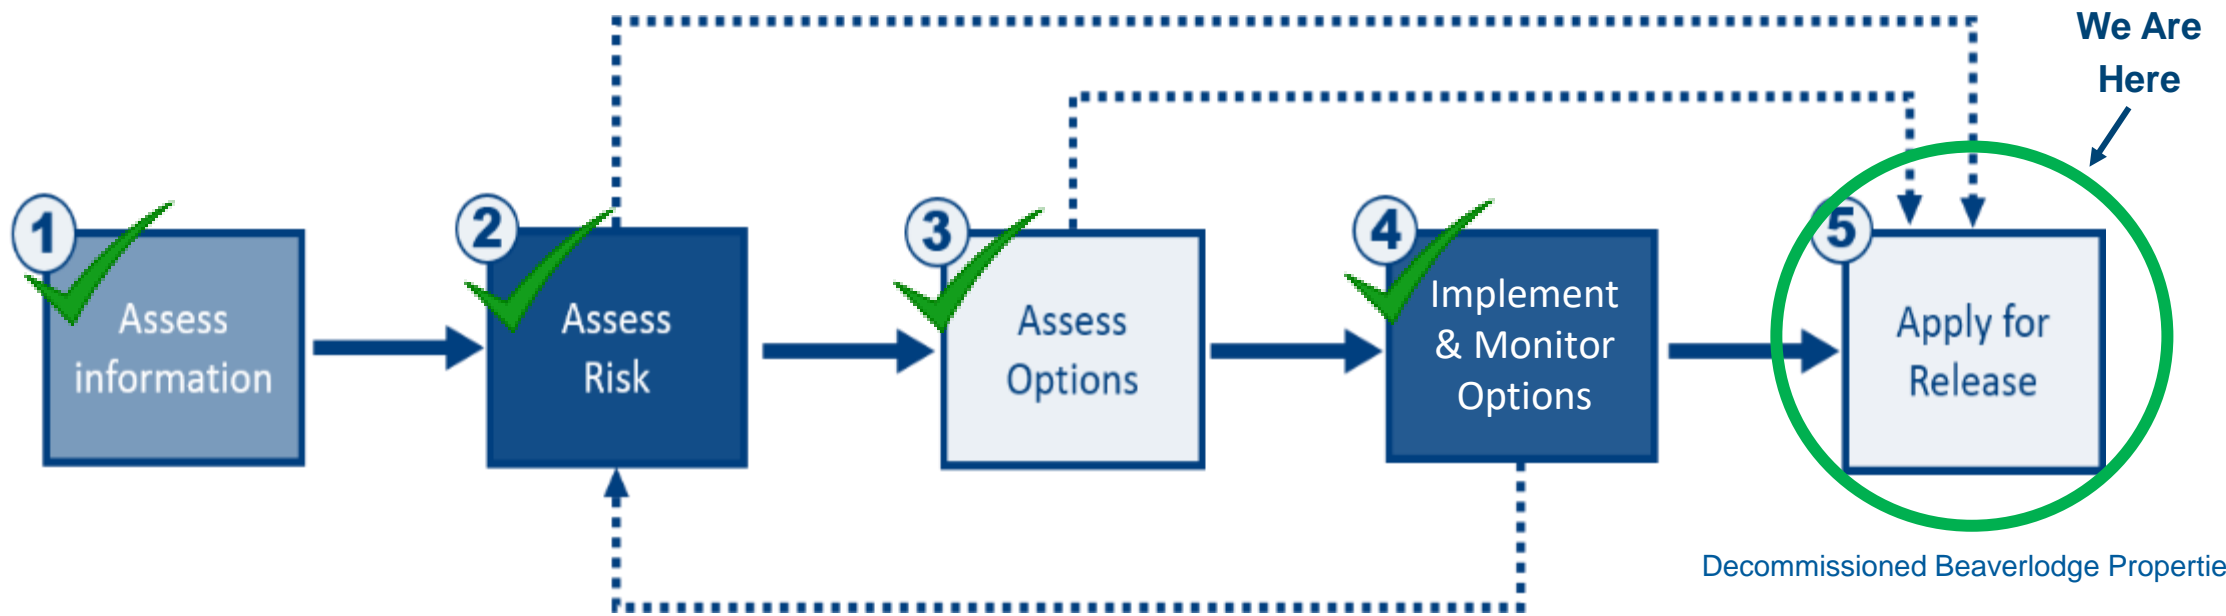 We Are
Here
1
Assess
information
2
Assess
Risk
3
Assess
Options
4
Implement
& Monitor
Options
5
Apply for
Release
Decommissioned Beaverlodge Propertie